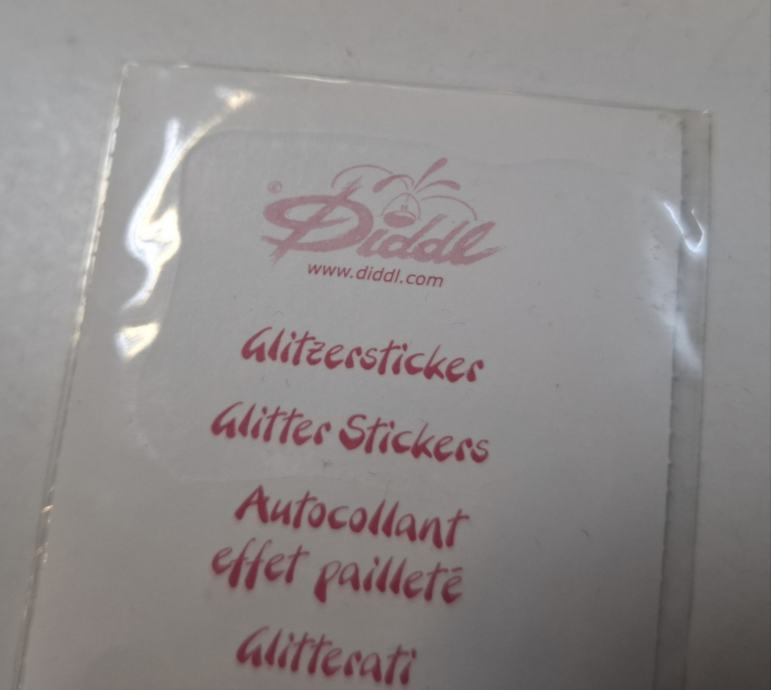 © Diddl
www.diddl.com
Glitzersticker
Glitter Stickers
Autocollant
effet pailleté
Glitterati